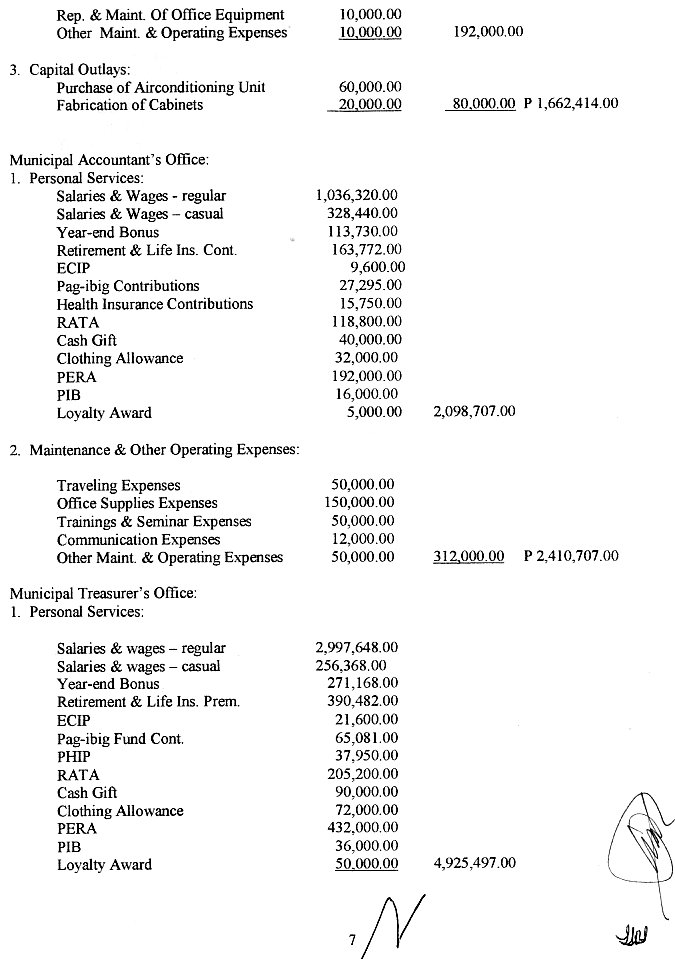 Rep. & Maint. Of Office Equipment 10,000.00
Other Maint. & Operating Expenses 10,000.00 192,000.00
3. Capital Outlays:
Purchase of Airconditioning Unit 60,000.00
Fabrication of Cabinets 20,000.00 80,000.00 P 1,662,414.00
Municipal Accountant's Office:
1. Personal Services:
Salaries & Wages - regular 1,036,320.00
Salaries & Wages – casual 328,440.00
Year-end Bonus 113,730.00
Retirement & Life Ins. Cont. 163,772.00
ECIP 9,600.00
Pag-ibig Contributions 27,295.00
Health Insurance Contributions 15,750.00
RATA 118,800.00
Cash Gift 40,000.00
Clothing Allowance 32,000.00
PERA 192,000.00
PIB 16,000.00
Loyalty Award 5,000.00 2,098,707.00
2. Maintenance & Other Operating Expenses:
Traveling Expenses 50,000.00
Office Supplies Expenses 150,000.00
Trainings & Seminar Expenses 50,000.00
Communication Expenses 12,000.00
Other Maint. & Operating Expenses 50,000.00 312,000.00 P 2,410,707.00
Municipal Treasurer's Office:
1. Personal Services:
Salaries & wages – regular 2,997,648.00
Salaries & wages – casual 256,368.00
Year-end Bonus 271,168.00
Retirement & Life Ins. Prem. 390,482.00
ECIP 21,600.00
Pag-ibig Fund Cont. 65,081.00
PHIP 37,950.00
RATA 205,200.00
Cash Gift 90,000.00
Clothing Allowance 72,000.00
PERA 432,000.00
PIB 36,000.00
Loyalty Award 50,000.00 4,925,497.00
7